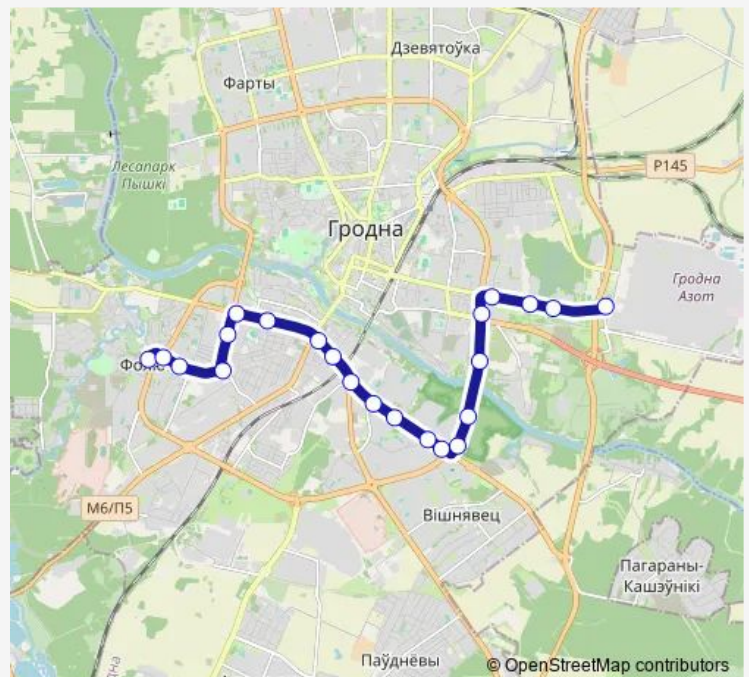 Дзевятоўка
Фарты
Р145
Лесапарк
Пышкі
Гродна
Гродна
Азот
М6/П5
Вішнявец
Пагараны-
Кашэўнікі
Паўднёвы
© OpenStreetMap contributors